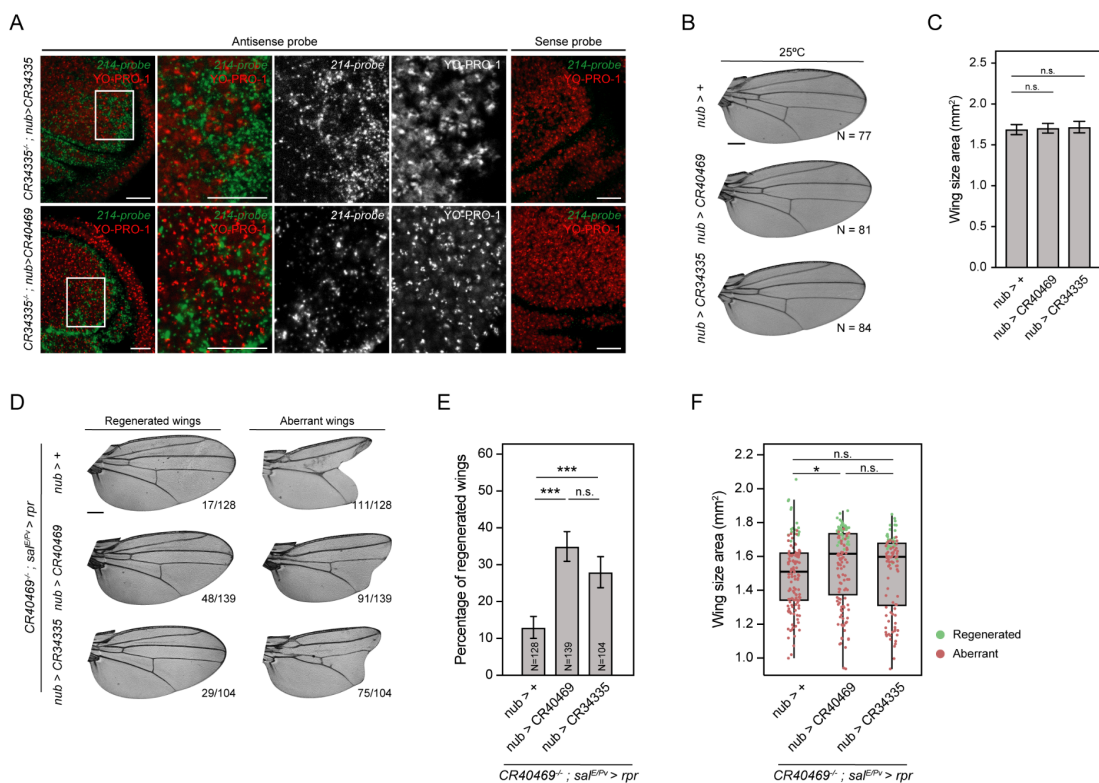 A
Antisense probe
Sense probe
CR34335-/- ; nub>CR34335
214-probe
YO-PRO-1
214-probe
YO-PRO-1
214-probe
YO-PRO-1
214-probe
YO-PRO-1
CR34335-/- ; nub>CR40469
214-probe
YO-PRO-1
214-probe
YO-PRO-1
214-probe
YO-PRO-1
214-probe
YO-PRO-1
B
25ºC
nub > +
N = 77
nub > CR40469
N = 81
nub > CR34335
N = 84
C
Wing size area (mm²)
2.5
2.0
1.5
1.0
0.5
0.0
n.s.
n.s.
nub > +
nub > CR40469
nub > CR34335
D
Regenerated wings
Aberrant wings
CR40469-/- ; salE/Pv > rpr
nub > +
17/128
111/128
nub > CR40469
48/139
91/139
nub > CR34335
29/104
75/104
E
Percentage of regenerated wings
60
50
40
30
20
10
0
***
***
n.s.
N=128
N=139
N=104
nub > +
nub > CR40469
nub > CR34335
CR40469-/- ; salE/Pv > rpr
F
Wing size area (mm²)
2.2
2.0
1.8
1.6
1.4
1.2
1.0
n.s.
*
n.s.
nub > +
nub > CR40469
nub > CR34335
CR40469-/- ; salE/Pv > rpr
Regenerated
Aberrant